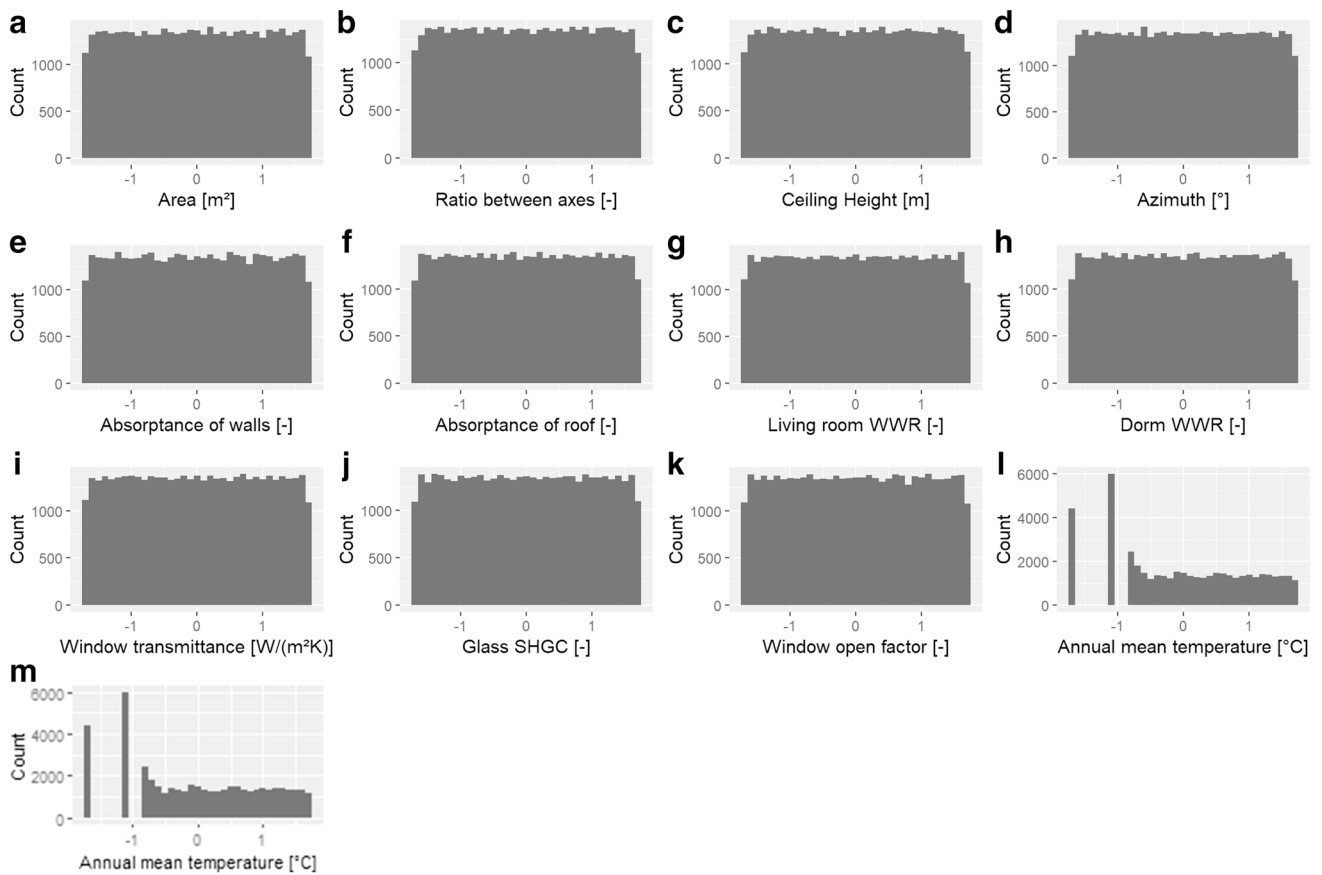 a
b
c
d
Count
1000
500
0
-1 0 1
Area [m²]
Count
1000
500
0
-1 0 1
Ratio between axes [-]
Count
1000
500
0
-1 0 1
Ceiling Height [m]
Count
1000
500
0
-1 0 1
Azimuth [°]
e
f
g
h
Count
1000
500
0
-1 0 1
Absorptance of walls [-]
Count
1000
500
0
-1 0 1
Absorptance of roof [-]
Count
1000
500
0
-1 0 1
Living room WWR [-]
Count
1000
500
0
-1 0 1
Dorm WWR [-]
i
j
k
l
Count
1000
500
0
-1 0 1
Window transmittance [W/(m²K)]
Count
1000
500
0
-1 0 1
Glass SHGC [-]
Count
1000
500
0
-1 0 1
Window open factor [-]
Count
6000
4000
2000
0
-1 0 1
Annual mean temperature [°C]
m
Count
6000
4000
2000
0
-1 0 1
Annual mean temperature [°C]